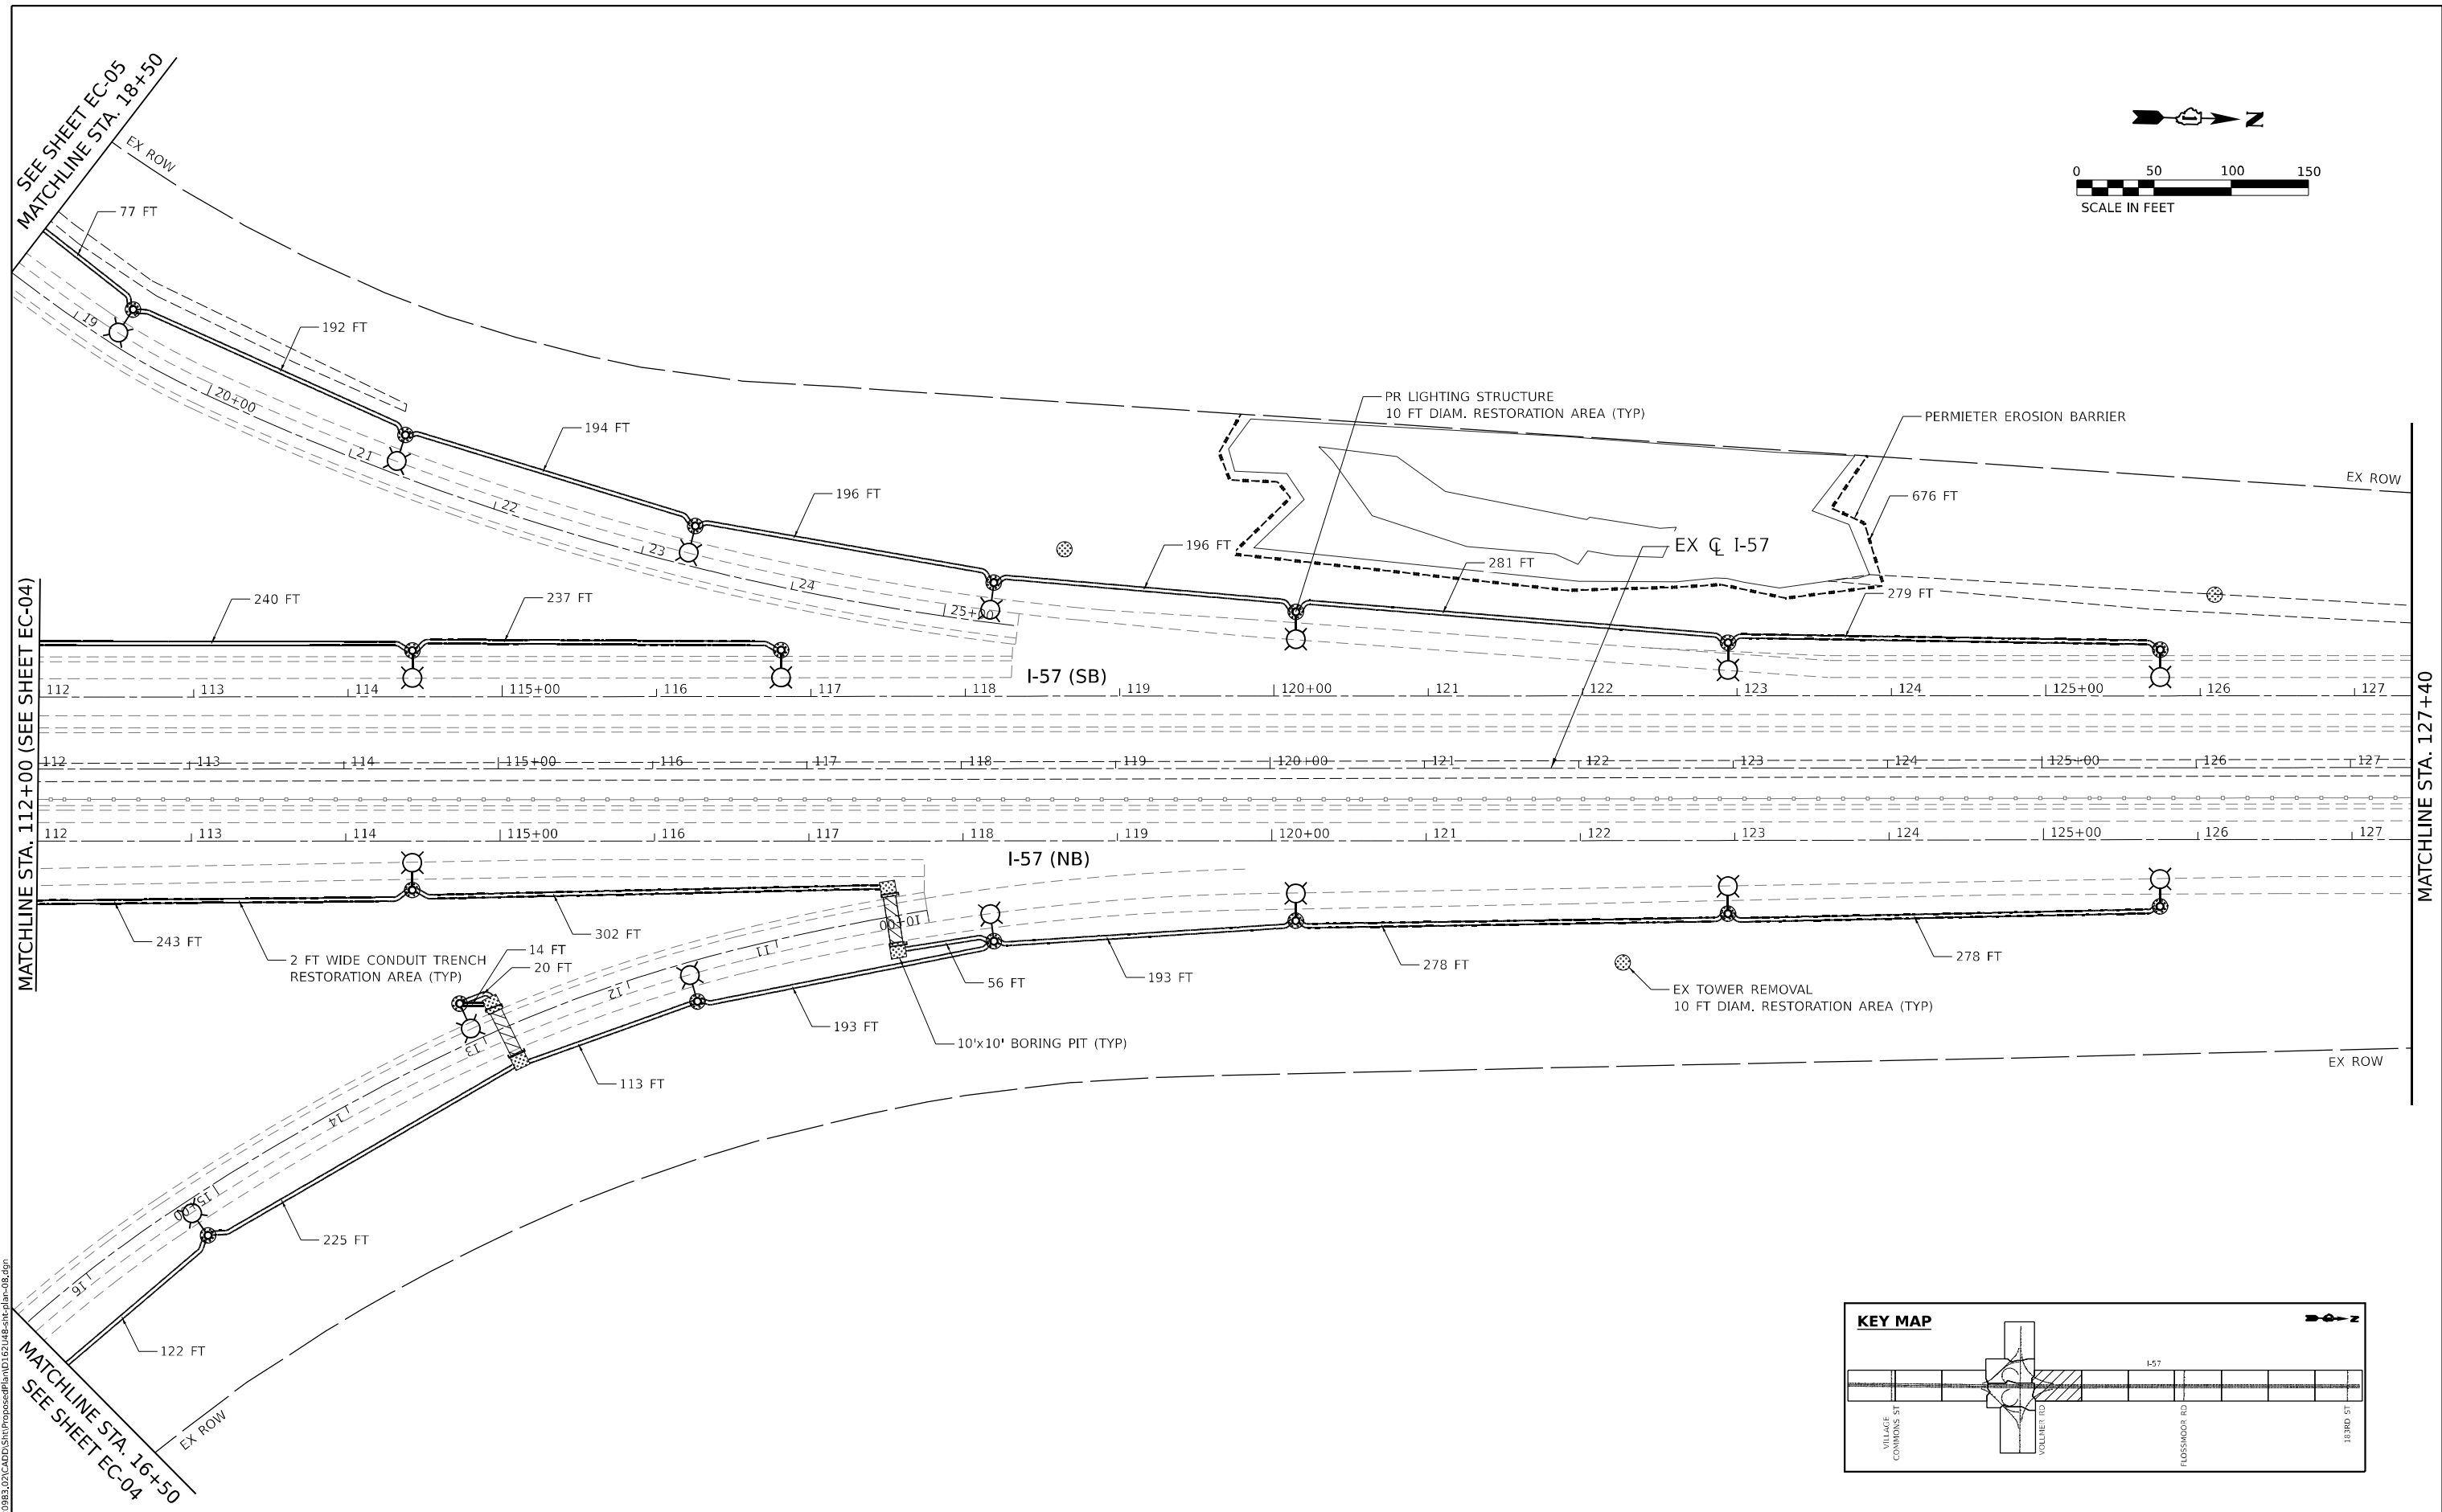 SEE SHEET EC-05
MATCHLINE STA. 18+50
EX ROW
77 FT
192 FT
194 FT
196 FT
196 FT
281 FT
279 FT
676 FT
PR LIGHTING STRUCTURE
10 FT DIAM. RESTORATION AREA (TYP)
PERMIETER EROSION BARRIER
EX ROW
EX ℄ I-57
N
0 50 100 150
SCALE IN FEET
19
20+00
21
22
23
24
25+00
240 FT
237 FT
I-57 (SB)
112 113 114 115+00 116 117 118 119 120+00 121 122 123 124 125+00 126 127
112 113 114 115+00 116 117 118 119 120+00 121 122 123 124 125+00 126 127
112 113 114 115+00 116 117 118 119 120+00 121 122 123 124 125+00 126 127
I-57 (NB)
MATCHLINE STA. 112+00 (SEE SHEET EC-04)
MATCHLINE STA. 127+40
243 FT
2 FT WIDE CONDUIT TRENCH
RESTORATION AREA (TYP)
302 FT
14 FT
20 FT
10+00
11
12
13
14
15+00
16
56 FT
193 FT
193 FT
278 FT
278 FT
10'x10' BORING PIT (TYP)
EX TOWER REMOVAL
10 FT DIAM. RESTORATION AREA (TYP)
113 FT
225 FT
122 FT
EX ROW
EX ROW
MATCHLINE STA. 16+50
SEE SHEET EC-04
KEY MAP
N
I-57
VILLAGE
COMMONS ST
VOLLMER RD
FLOSSMOOR RD
183RD ST
0983.02\CADD\Sht\ProposedPlan\D162U48-sht-plan-08.dgn